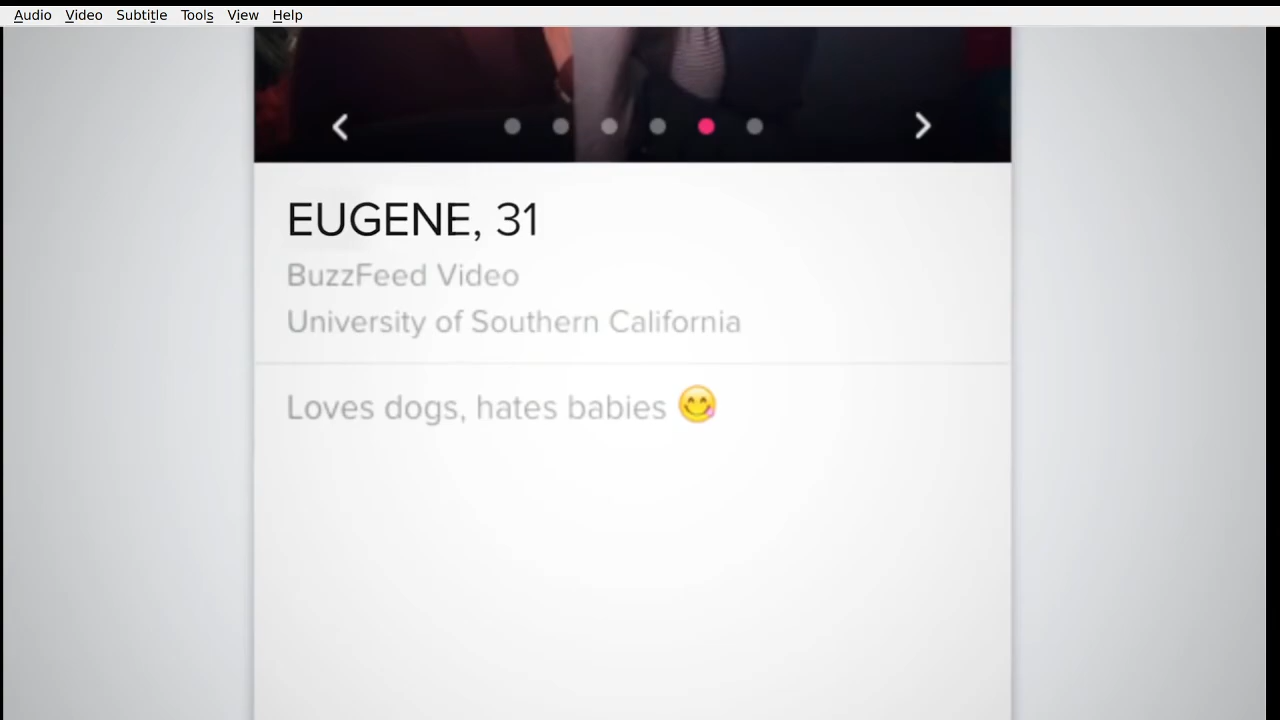 Audio Video Subtitle Tools View Help
EUGENE, 31
BuzzFeed Video
University of Southern California
Loves dogs, hates babies 😋